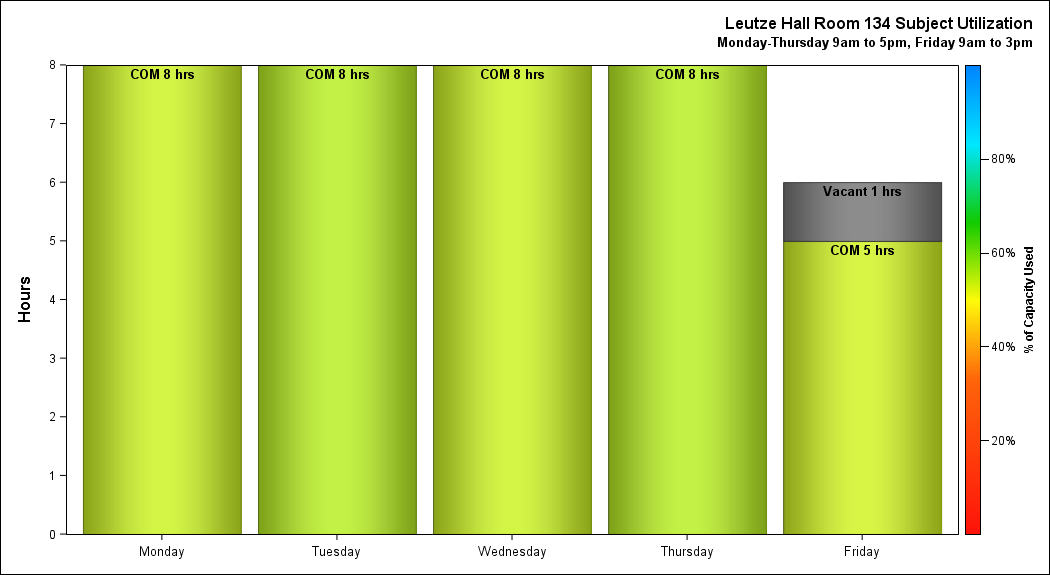 Leutze Hall Room 134 Subject Utilization
Monday-Thursday 9am to 5pm, Friday 9am to 3pm
Hours
8
7
6
5
4
3
2
1
0
COM 8 hrs
COM 8 hrs
COM 8 hrs
COM 8 hrs
Vacant 1 hrs
COM 5 hrs
Monday
Tuesday
Wednesday
Thursday
Friday
80%
60%
40%
20%
% of Capacity Used